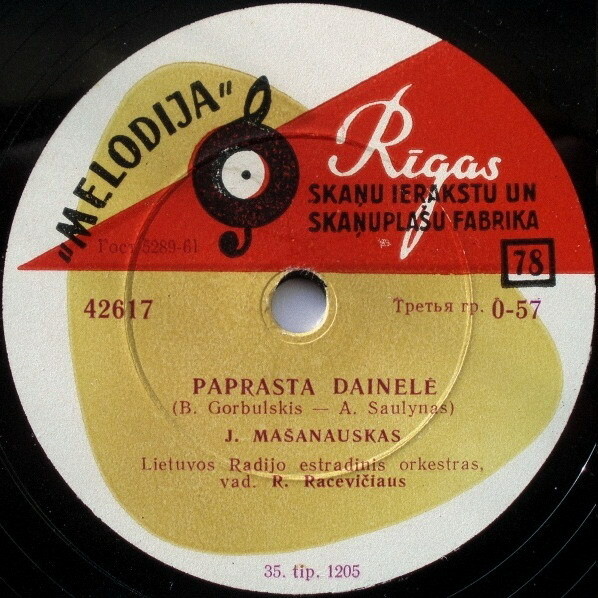 "MELODIJA"
Rīgas
SKAŅU IERAKSTU UN
SKAŅUPLAŠU FABRIKA
Гост 5289-61
78
42617
Третья гр. 0-57
PAPRASTA DAINELĖ
(B. Gorbulskis — A. Saulynas)
J. MAŠANAUSKAS
Lietuvos Radijo estradinis orkestras,
vad. R. Racevičiaus
35. tip. 1205